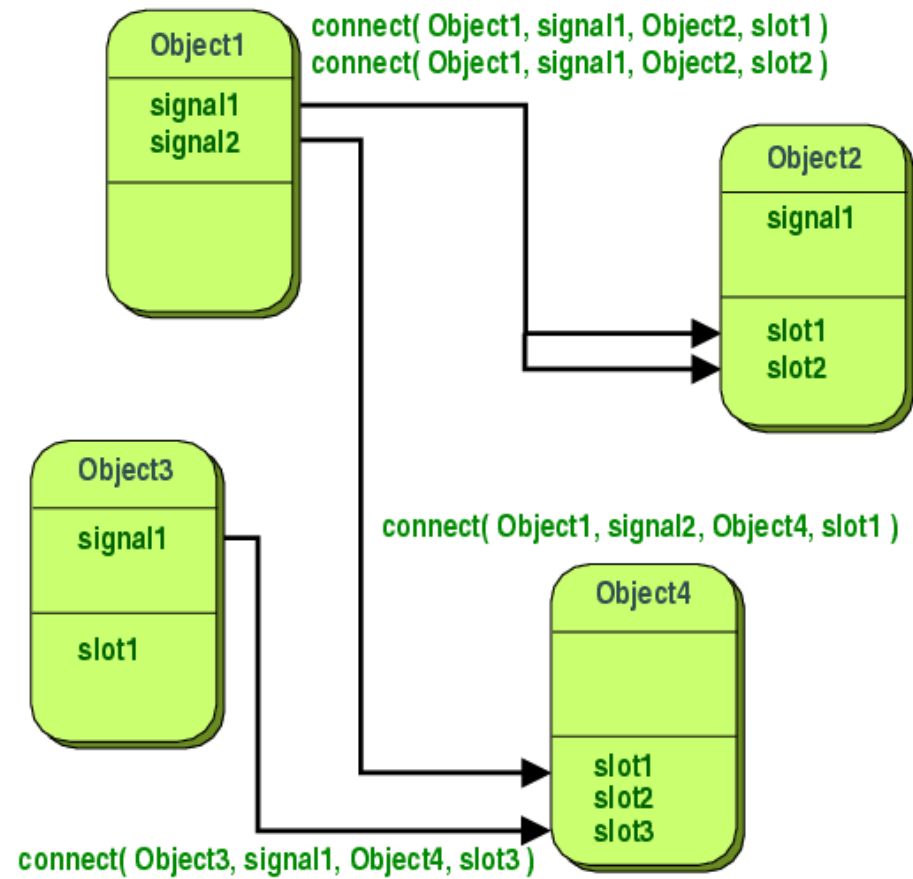 Object1
signal1
signal2
connect( Object1, signal1, Object2, slot1 )
connect( Object1, signal1, Object2, slot2 )
Object2
signal1
slot1
slot2
Object3
signal1
slot1
connect( Object1, signal2, Object4, slot1 )
Object4
slot1
slot2
slot3
connect( Object3, signal1, Object4, slot3 )